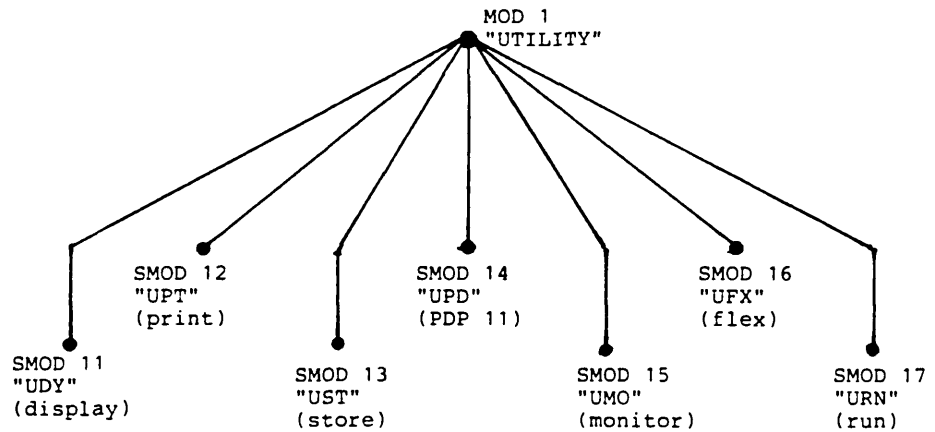 MOD 1
"UTILITY"
SMOD 12
"UPT"
(print)
SMOD 14
"UPD"
(PDP 11)
SMOD 16
"UFX"
(flex)
SMOD 11
"UDY"
(display)
SMOD 13
"UST"
(store)
SMOD 15
"UMO"
(monitor)
SMOD 17
"URN"
(run)